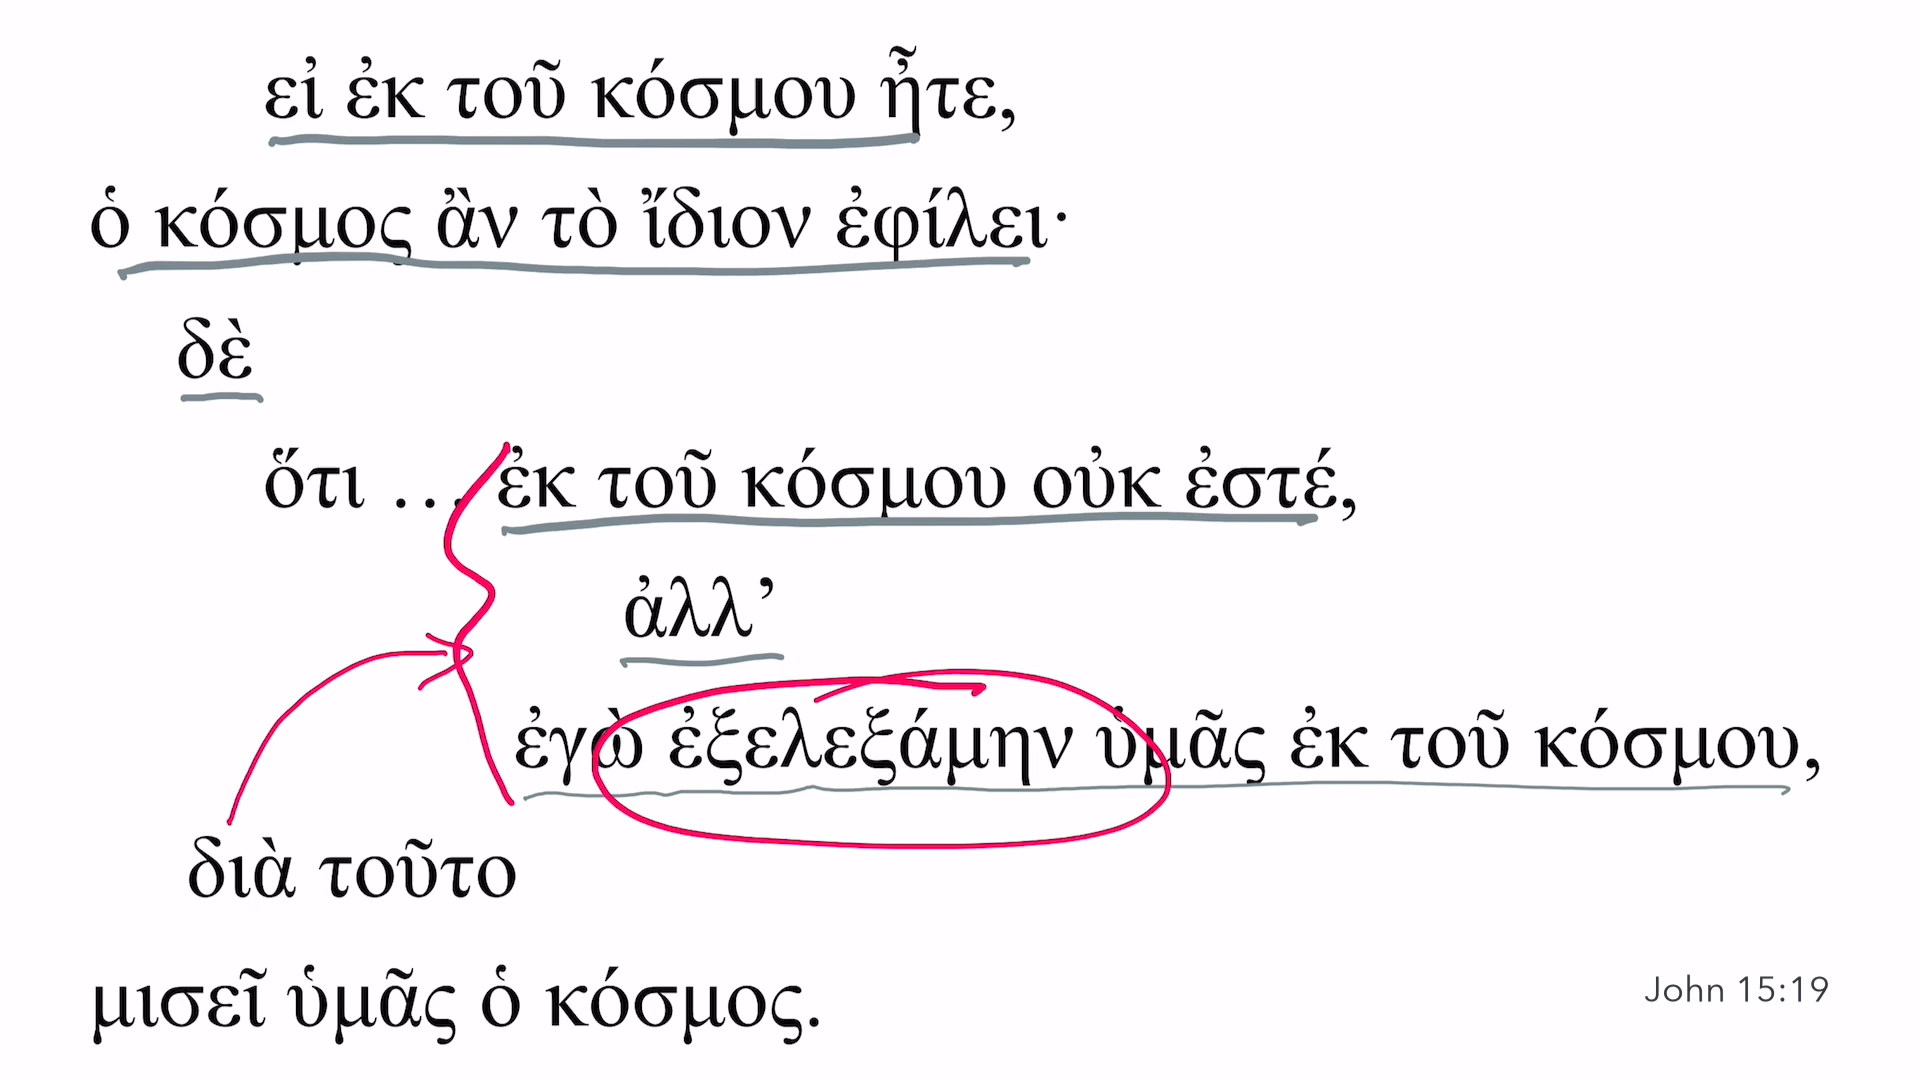 εἰ ἐκ τοῦ κόσμου ἦτε,
ὁ κόσμος ἂν τὸ ἴδιον ἐφίλει·
δὲ
ὅτι … ἐκ τοῦ κόσμου οὐκ ἐστέ,
ἀλλ’
ἐγὼ ἐξελεξάμην ὑμᾶς ἐκ τοῦ κόσμου,
διὰ τοῦτο
μισεῖ ὑμᾶς ὁ κόσμος.
John 15:19